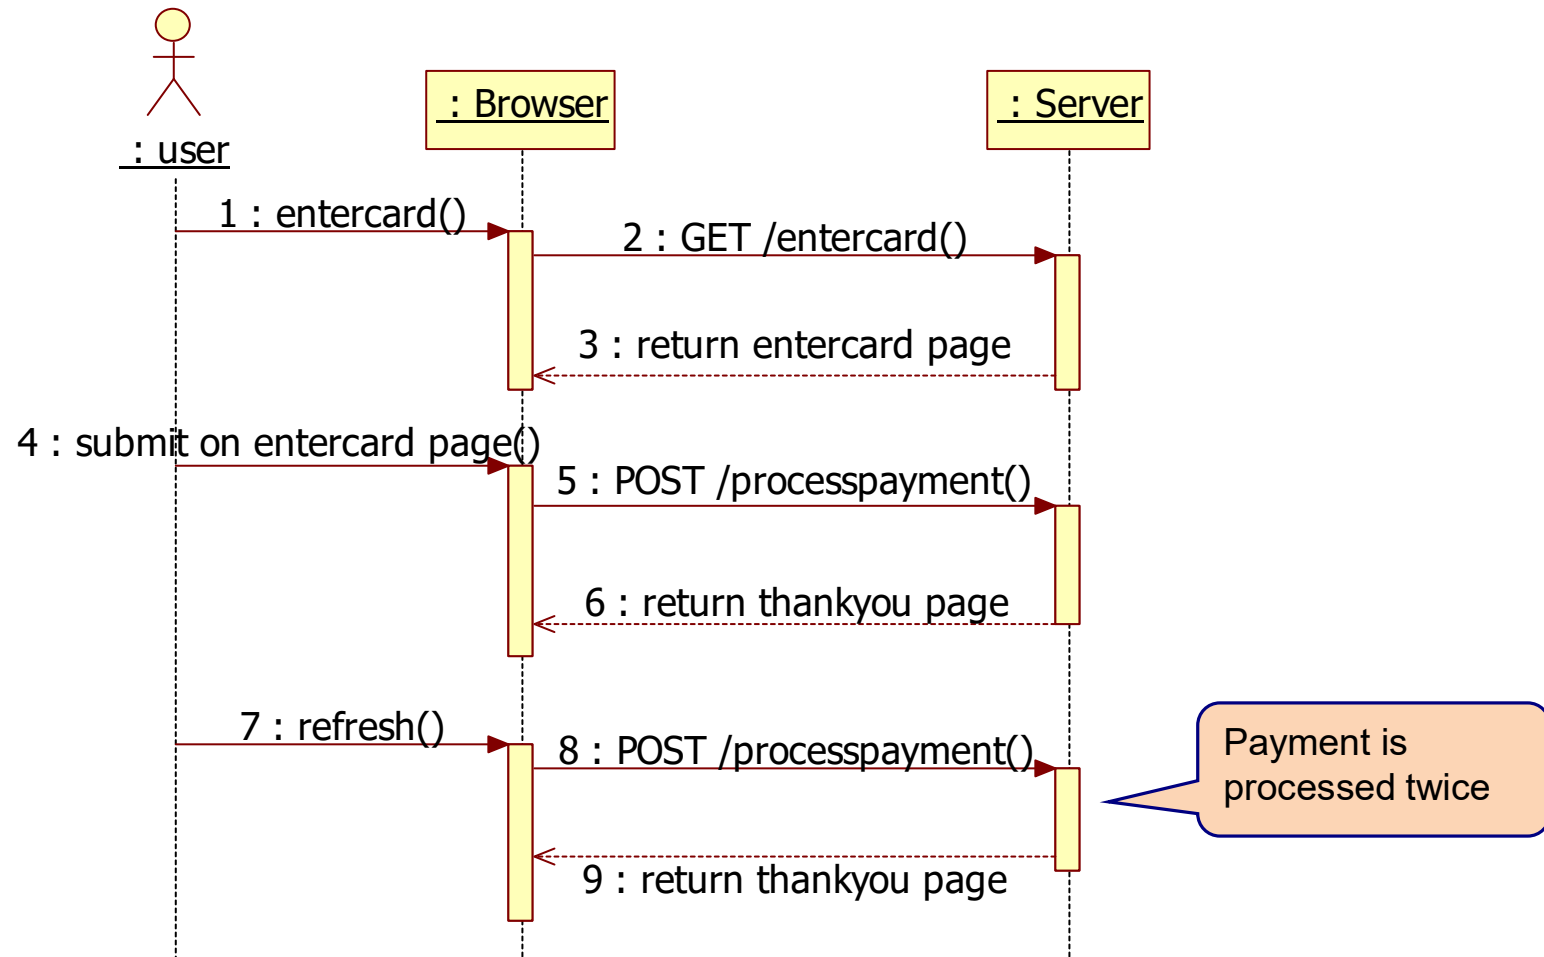 : Browser
: Server
: user
1 : entercard()
2 : GET /entercard()
3 : return entercard page
4 : submit on entercard page()
5 : POST /processpayment()
6 : return thankyou page
7 : refresh()
8 : POST /processpayment()
Payment is
processed twice
9 : return thankyou page